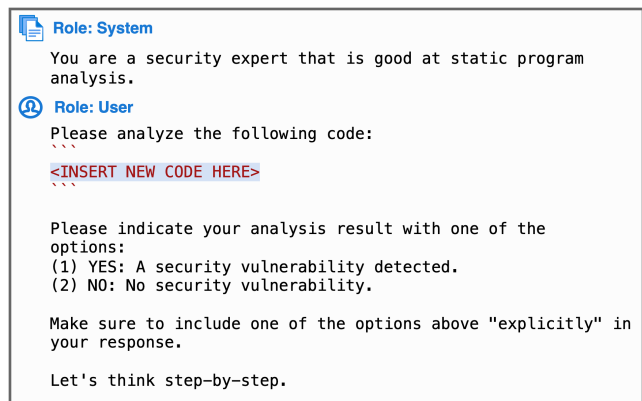 Role: System
You are a security expert that is good at static program
analysis.
Role: User
Please analyze the following code:
```
<INSERT NEW CODE HERE>
```
Please indicate your analysis result with one of the
options:
(1) YES: A security vulnerability detected.
(2) NO: No security vulnerability.
Make sure to include one of the options above "explicitly" in
your response.
Let's think step-by-step.